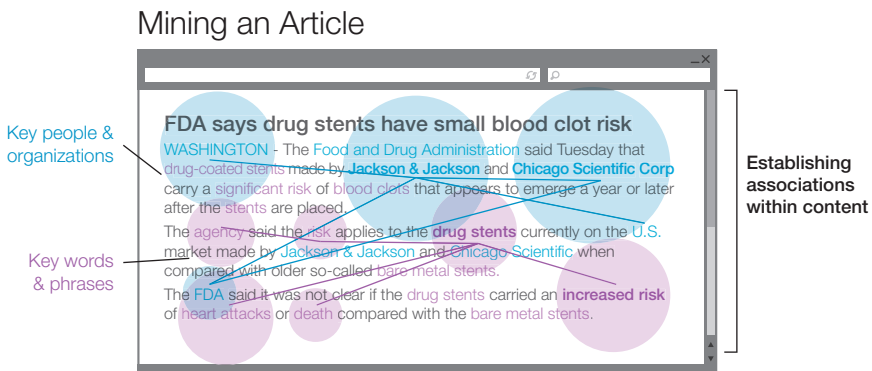 Mining an Article
Key people &
organizations
FDA says drug stents have small blood clot risk
WASHINGTON - The Food and Drug Administration said Tuesday that
drug-coated stents made by Jackson & Jackson and Chicago Scientific Corp
carry a significant risk of blood clots that appears to emerge a year or later
after the stents are placed.
The agency said the risk applies to the drug stents currently on the U.S.
market made by Jackson & Jackson and Chicago Scientific when
compared with older so-called bare metal stents.
The FDA said it was not clear if the drug stents carried an increased risk
of heart attacks or death compared with the bare metal stents.
Key words
& phrases
Establishing
associations
within content